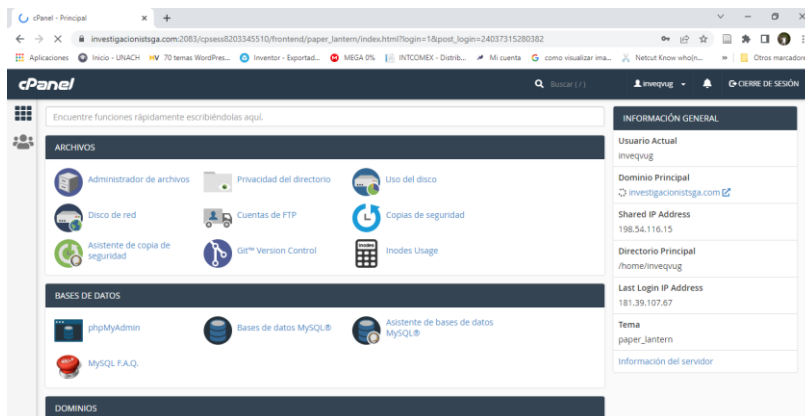 cPanel - Principal
investigacionistsga.com:2083/cpsess8203345510/frontend/paper_lantern/index.html?login=1&post_login=24037315280382
Aplicaciones Inicio - UNACH 70 temas WordPres... Inventor - Exportad... MEGA 0% INTCOMEX - Distrib... Mi cuenta como visualizar ima... Netcut Know who(n... » Otros marcadores
cPanel Buscar ( / ) inveqvug CIERRE DE SESIÓN
Encuentre funciones rápidamente escribiéndolas aquí.
ARCHIVOS
Administrador de archivos Privacidad del directorio Uso del disco
Disco de red Cuentas de FTP Copias de seguridad
Asistente de copia de seguridad Git™ Version Control Inodes Usage
BASES DE DATOS
phpMyAdmin Bases de datos MySQL® Asistente de bases de datos MySQL®
MySQL F.A.Q.
DOMINIOS
INFORMACIÓN GENERAL
Usuario Actual
inveqvug
Dominio Principal
investigacionistsga.com
Shared IP Address
198.54.116.15
Directorio Principal
/home/inveqvug
Last Login IP Address
181.39.107.67
Tema
paper_lantern
Información del servidor